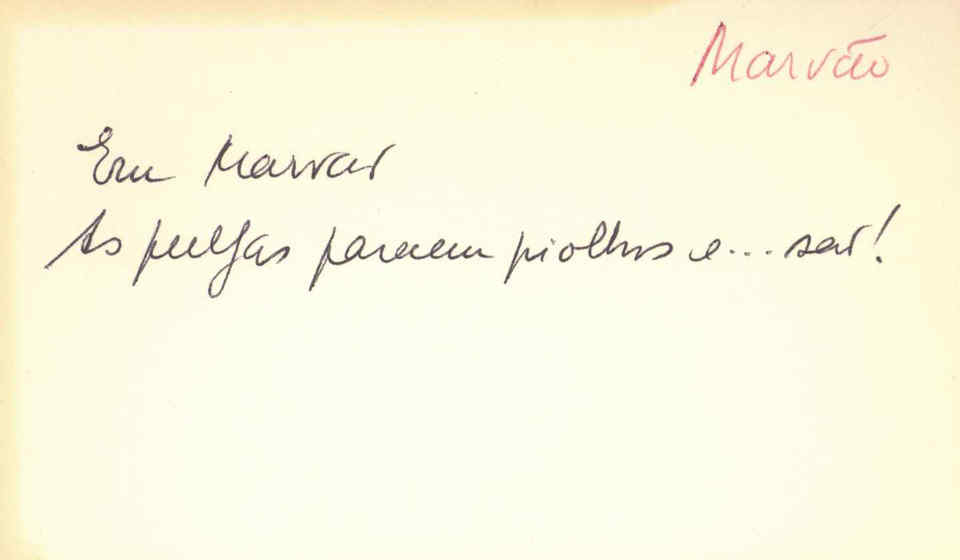 Marvão
Em Marvão
As pulgas parecem piolhos e... são!